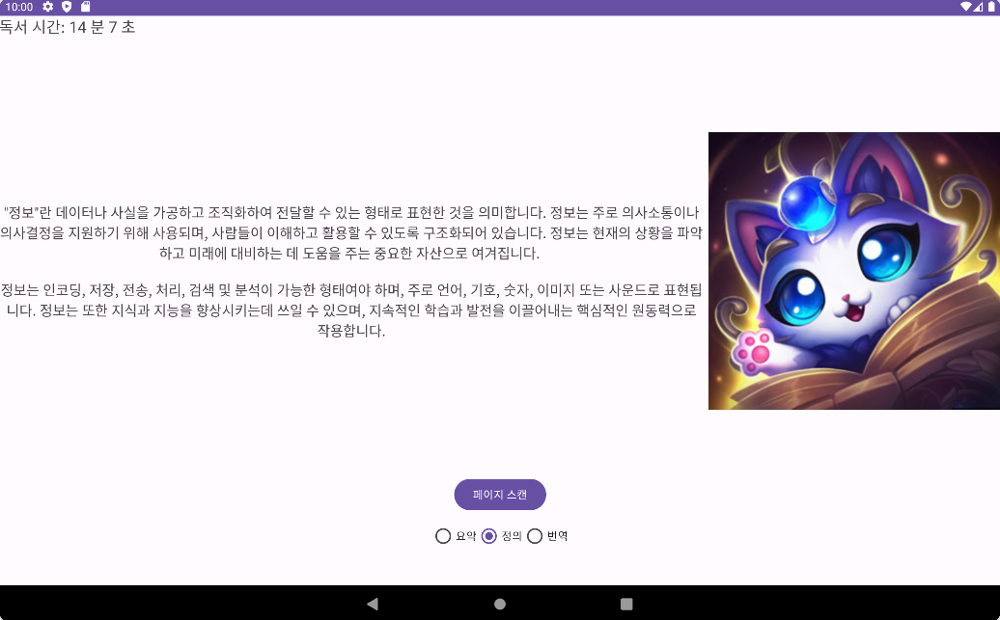 10:00
독서 시간: 14 분 7 초
"정보"란 데이터나 사실을 가공하고 조직화하여 전달할 수 있는 형태로 표현한 것을 의미합니다. 정보는 주로 의사소통이나
의사결정을 지원하기 위해 사용되며, 사람들이 이해하고 활용할 수 있도록 구조화되어 있습니다. 정보는 현재의 상황을 파악
하고 미래에 대비하는 데 도움을 주는 중요한 자산으로 여겨집니다.
정보는 인코딩, 저장, 전송, 처리, 검색 및 분석이 가능한 형태여야 하며, 주로 언어, 기호, 숫자, 이미지 또는 사운드로 표현됩
니다. 정보는 또한 지식과 지능을 향상시키는데 쓰일 수 있으며, 지속적인 학습과 발전을 이끌어내는 핵심적인 원동력으로
작용합니다.
페이지 스캔
요약 정의 번역